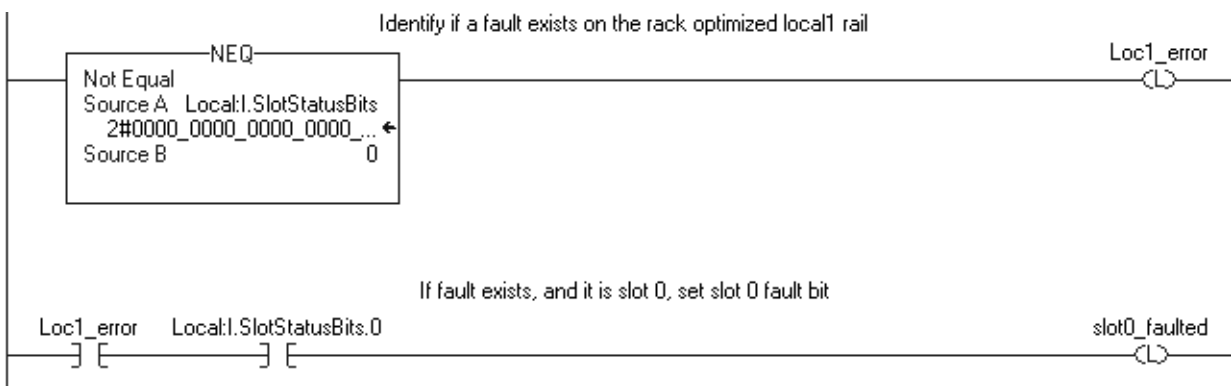 Identify if a fault exists on the rack optimized local1 rail
NEQ
Not Equal
Source A Local:I.SlotStatusBits
2#0000_0000_0000_0000_...
Source B 0
Loc1_error
L
If fault exists, and it is slot 0, set slot 0 fault bit
Loc1_error Local:I.SlotStatusBits.0 slot0_faulted
L